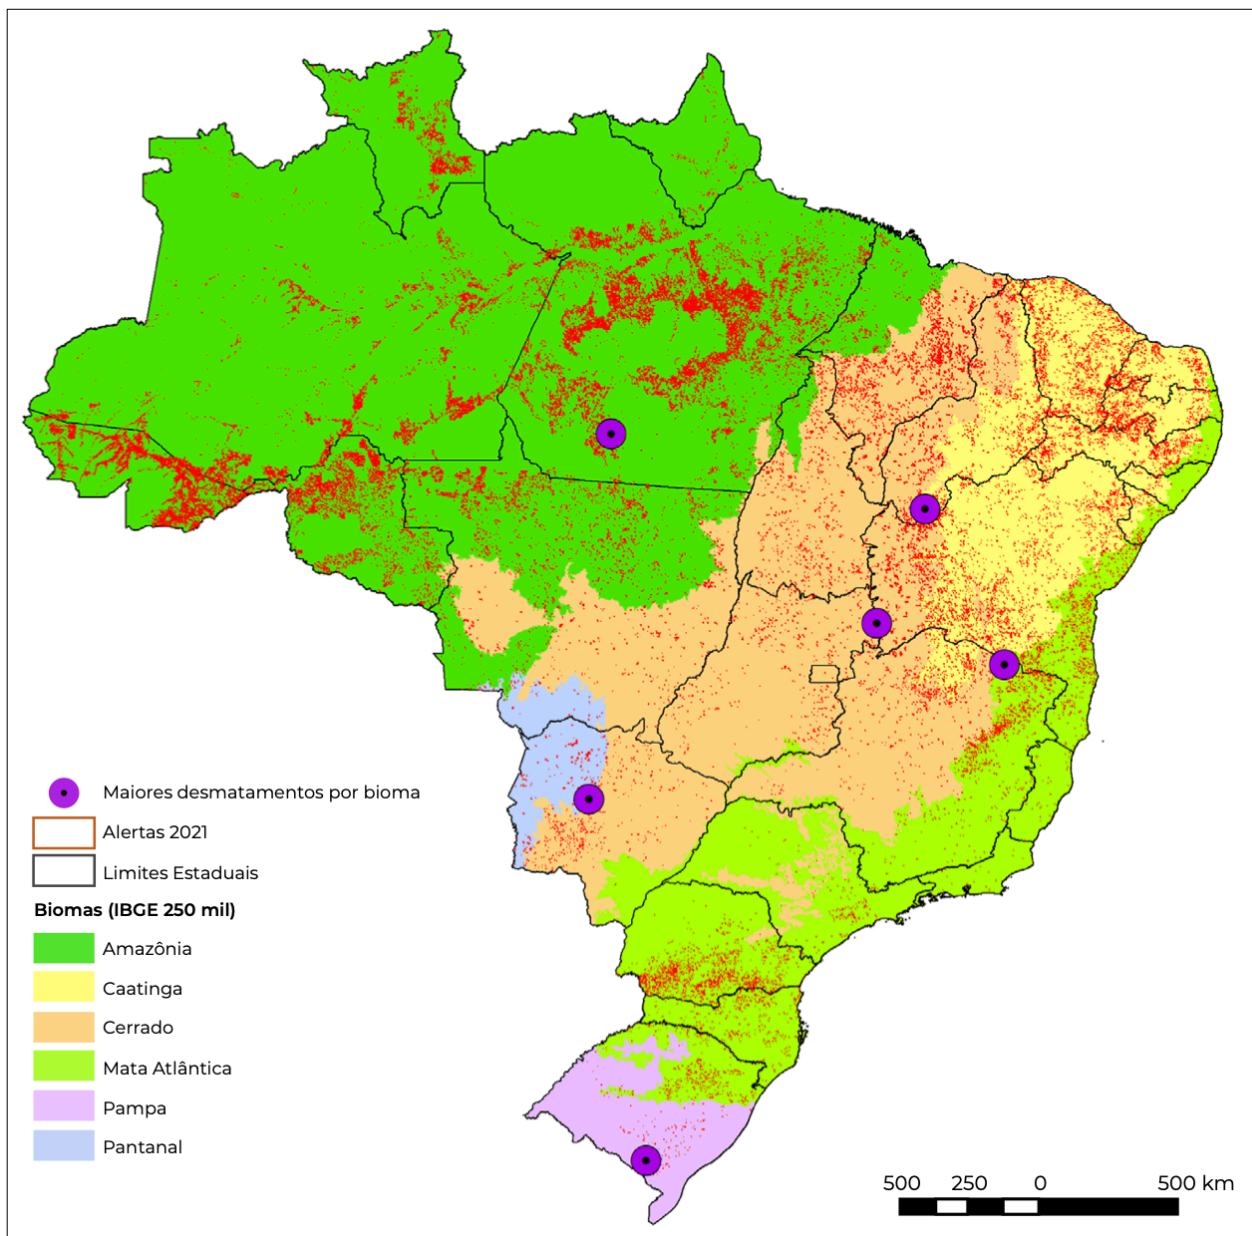 Maiores desmatamentos por bioma
Alertas 2021
Limites Estaduais
Biomas (IBGE 250 mil)
Amazônia
Caatinga
Cerrado
Mata Atlântica
Pampa
Pantanal
500 250 0 500 km